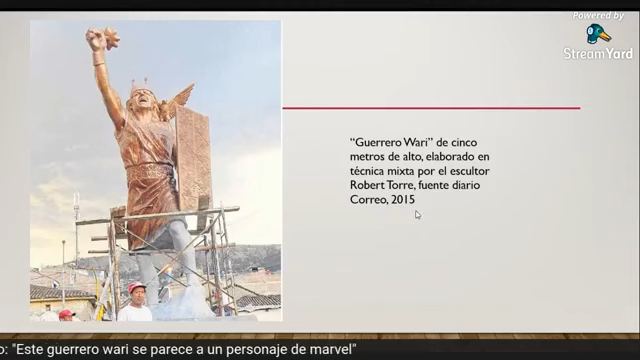 Powered by
StreamYard
“Guerrero Wari” de cinco
metros de alto, elaborado en
técnica mixta por el escultor
Robert Torre, fuente diario
Correo, 2015
o: "Este guerrero wari se parece a un personaje de marvel"